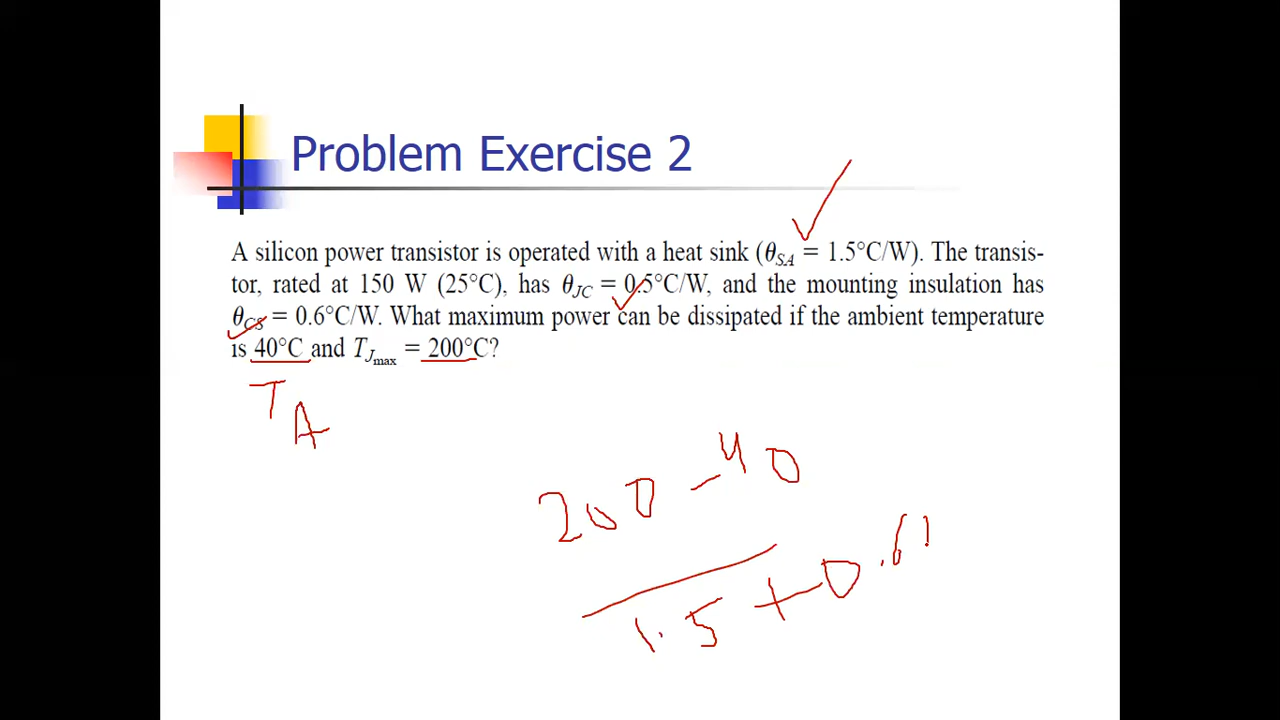 Problem Exercise 2
A silicon power transistor is operated with a heat sink (θSA = 1.5°C/W). The transis-
tor, rated at 150 W (25°C), has θJC = 0.5°C/W, and the mounting insulation has
θCS = 0.6°C/W. What maximum power can be dissipated if the ambient temperature
is 40°C and TJmax = 200°C?
TA
200 - 40
1.5 + 0.6